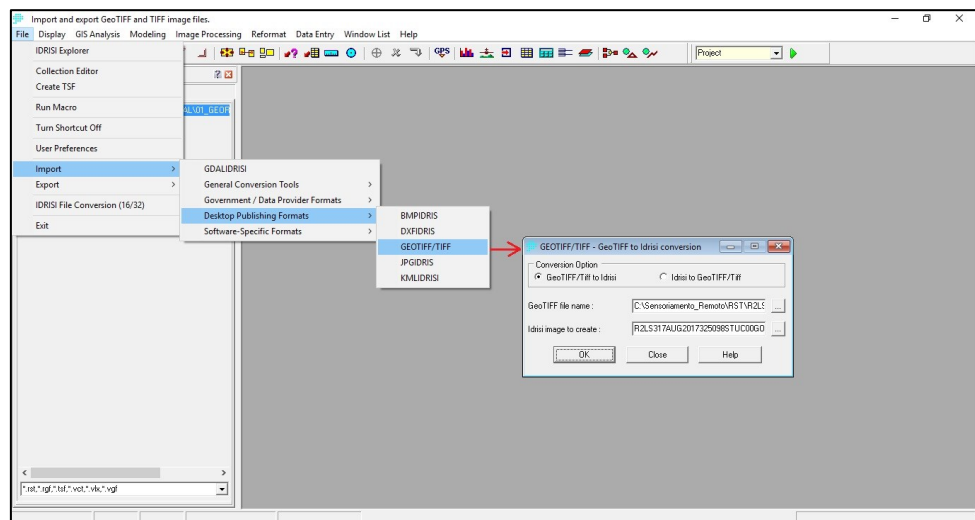 Import and export GeoTIFF and TIFF image files.
File Display GIS Analysis Modeling Image Processing Reformat Data Entry Window List Help
IDRISI Explorer
Collection Editor
Create TSF
Run Macro
Turn Shortcut Off
User Preferences
Import
Export
IDRISI File Conversion (16/32)
Exit
GPS
Project
AL\01_GEOR
GDALIDRISI
General Conversion Tools
Government / Data Provider Formats
Desktop Publishing Formats
Software-Specific Formats
BMPIDRIS
DXFIDRIS
GEOTIFF/TIFF
JPGIDRIS
KMLIDRISI
GEOTIFF/TIFF - GeoTIFF to Idrisi conversion
Conversion Option
GeoTIFF/Tiff to Idrisi Idrisi to GeoTIFF/Tiff
GeoTIFF file name : C:\Sensoriamento_Remoto\RST\R2LS ...
Idrisi image to create : R2LS317AUG2017325098STUC00GO ...
OK Close Help
*.rst,*.rgf,*.tsf,*.vct,*.vlx,*.vgf